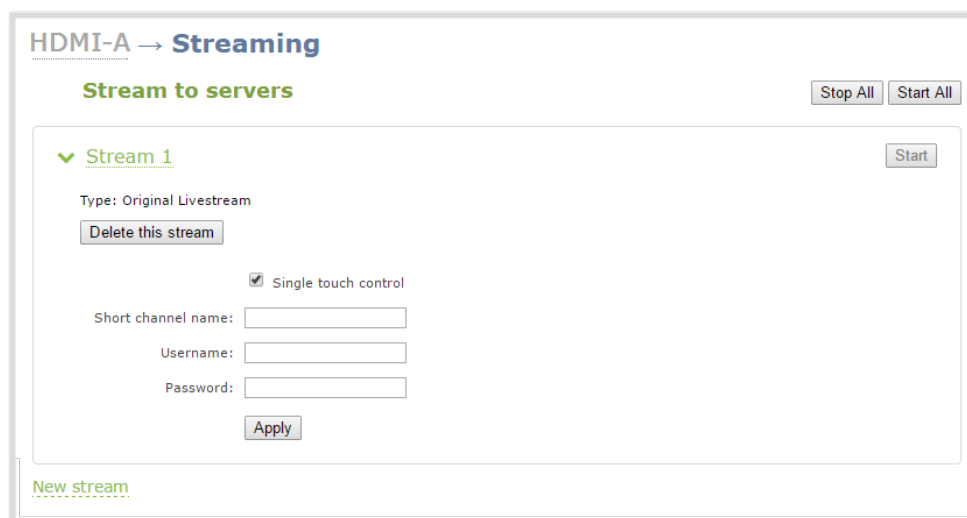 HDMI-A → Streaming
Stream to servers
Stop All Start All
Stream 1
Start
Type: Original Livestream
Delete this stream
Single touch control
Short channel name:
Username:
Password:
Apply
New stream